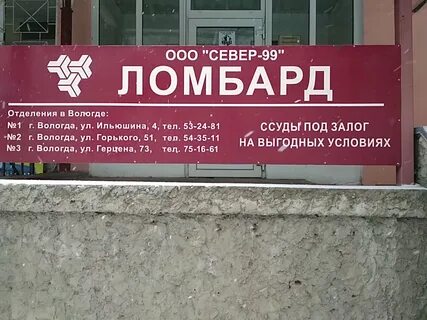 ООО "СЕВЕР-99"
ЛОМБАРД
Отделения в Вологде:
№1 г. Вологда, ул. Ильюшина, 4, тел. 53-24-81
№2 г. Вологда, ул. Горького, 51, тел. 54-35-11
№3 г. Вологда, ул. Герцена, 73, тел. 75-16-61
ССУДЫ ПОД ЗАЛОГ
НА ВЫГОДНЫХ УСЛОВИЯХ